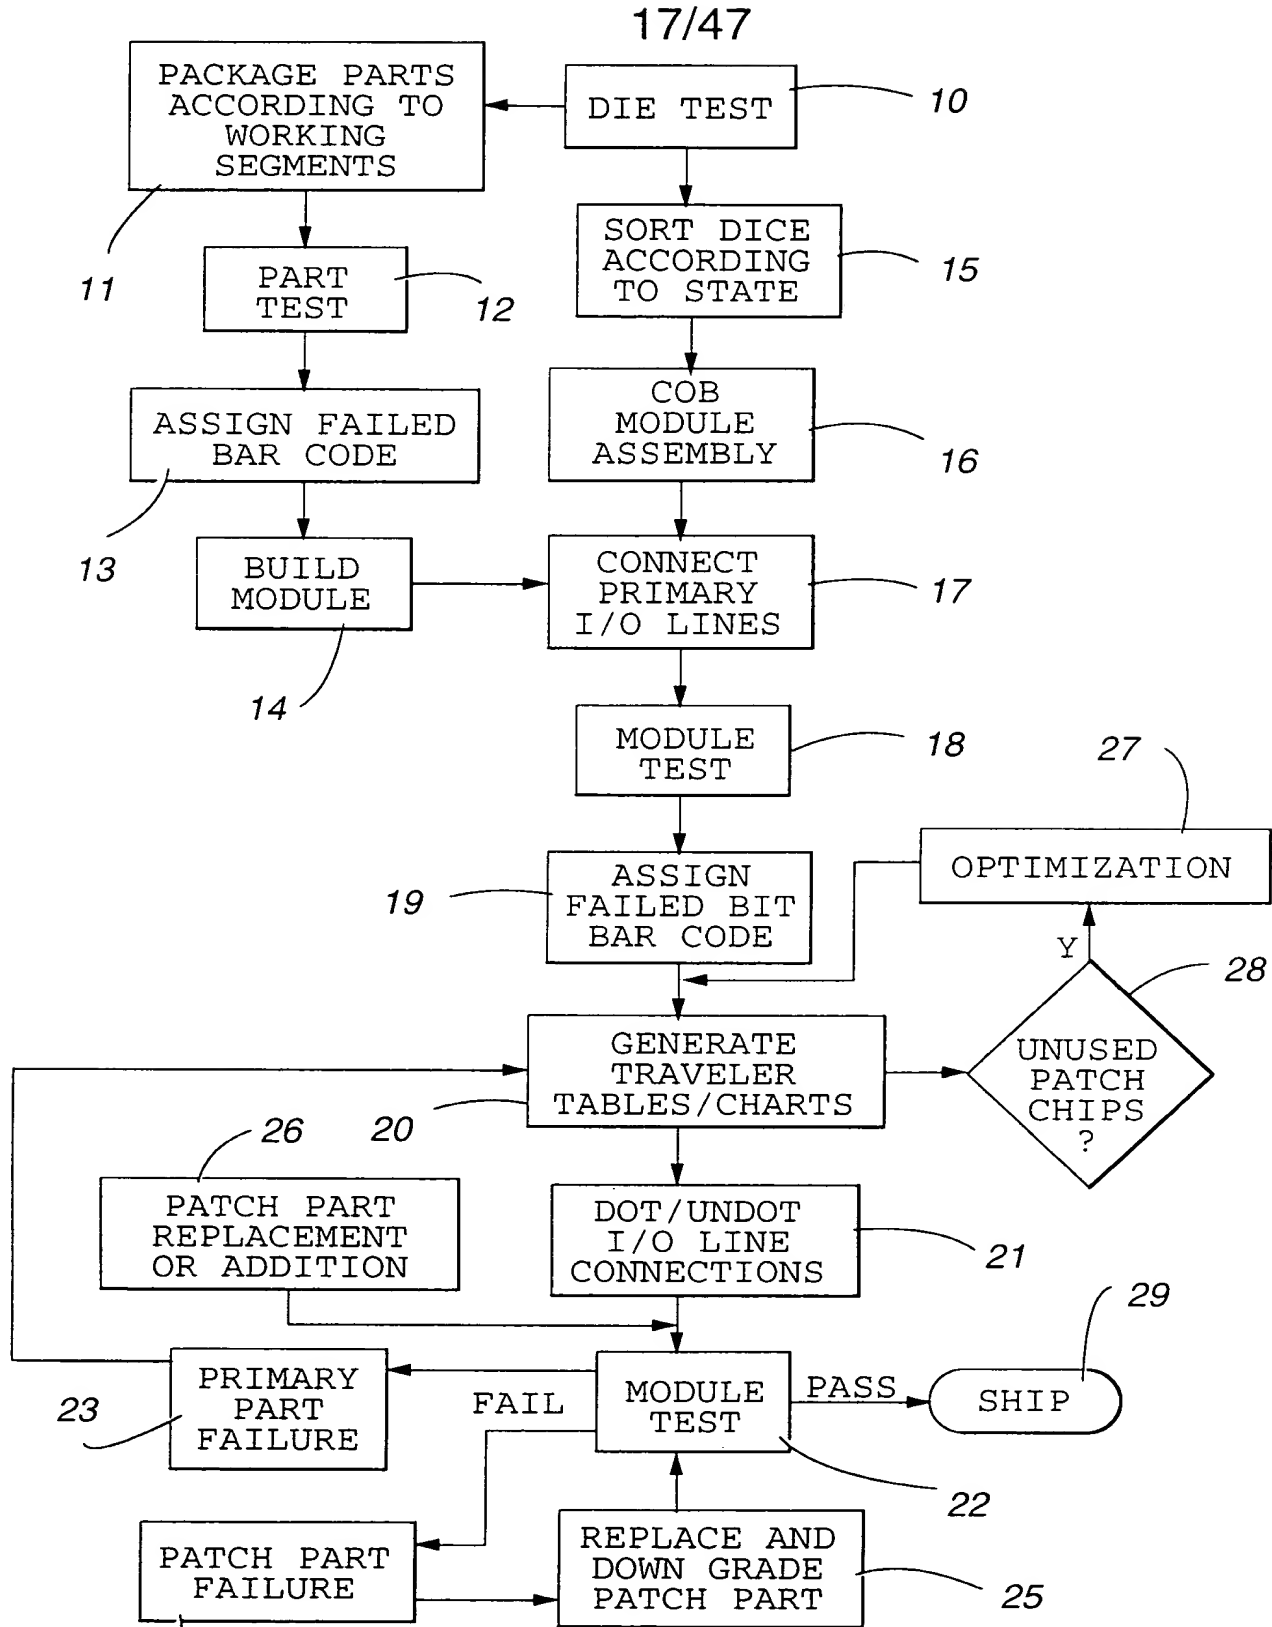 17/47
PACKAGE PARTS
ACCORDING TO
WORKING
SEGMENTS
DIE TEST
10
11
PART
TEST
12
SORT DICE
ACCORDING
TO STATE
15
ASSIGN FAILED
BAR CODE
13
COB
MODULE
ASSEMBLY
16
BUILD
MODULE
14
CONNECT
PRIMARY
I/O LINES
17
MODULE
TEST
18
27
OPTIMIZATION
19
ASSIGN
FAILED BIT
BAR CODE
Y
28
UNUSED
PATCH
CHIPS
?
GENERATE
TRAVELER
TABLES/CHARTS
20
26
PATCH PART
REPLACEMENT
OR ADDITION
DOT/UNDOT
I/O LINE
CONNECTIONS
21
29
PRIMARY
PART
FAILURE
23
FAIL
MODULE
TEST
PASS
SHIP
22
PATCH PART
FAILURE
REPLACE AND
DOWN GRADE
PATCH PART
25